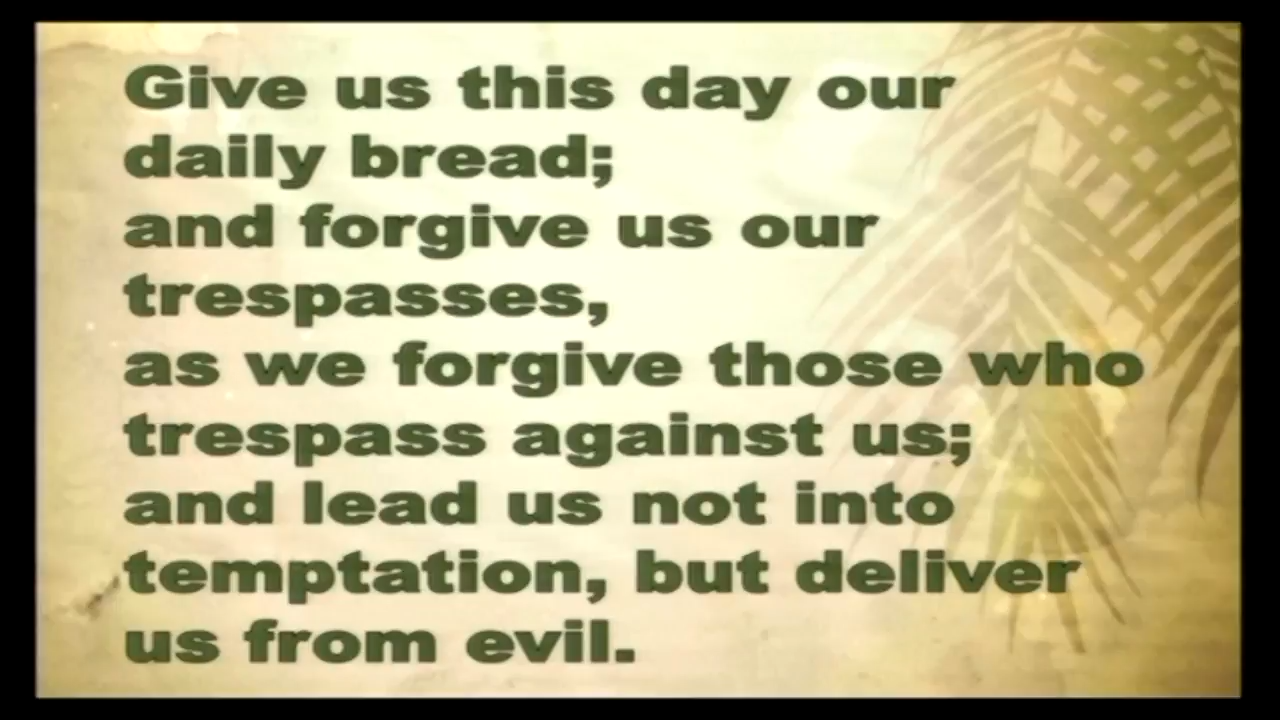 Give us this day our
daily bread;
and forgive us our
trespasses,
as we forgive those who
trespass against us;
and lead us not into
temptation, but deliver
us from evil.